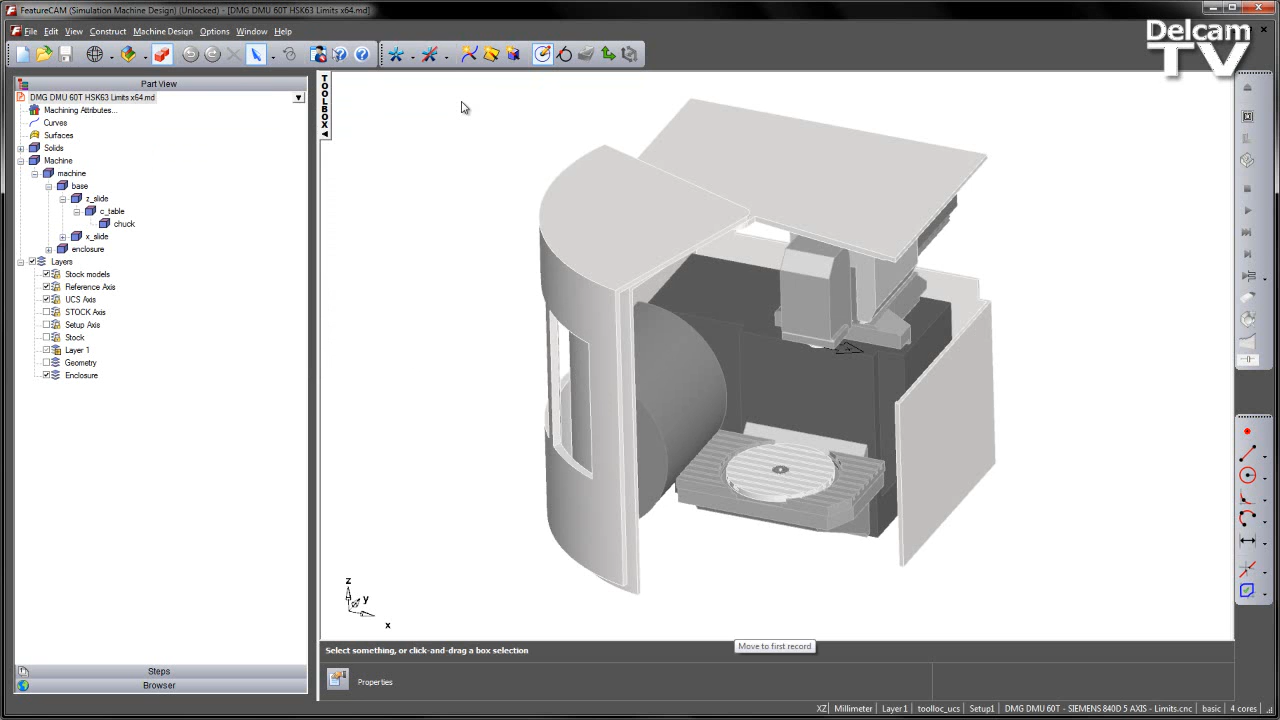 FeatureCAM (Simulation Machine Design) (Unlocked) - [DMG DMU 60T HSK63 Limits x64.md]
File Edit View Construct Machine Design Options Window Help
Delcam
TV
Part View
DMG DMU 60T HSK63 Limits x64.md
Machining Attributes...
Curves
Surfaces
Solids
Machine
machine
base
z_slide
c_table
chuck
x_slide
enclosure
Layers
Stock models
Reference Axis
UCS Axis
STOCK Axis
Setup Axis
Stock
Layer 1
Geometry
Enclosure
Steps
Browser
TOOLBOX
z
y
x
Move to first record
Select something, or click-and-drag a box selection
Properties
XZ Millimeter Layer1 toolloc_ucs Setup1 DMG DMU 60T - SIEMENS 840D 5 AXIS - Limits.cnc basic 4 cores